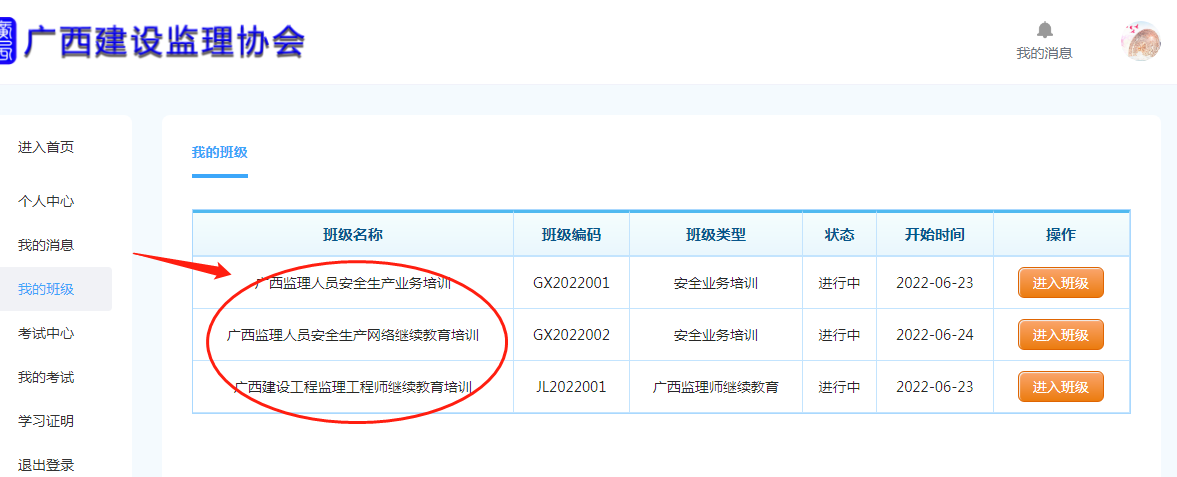 广西建设监理协会
我的消息
进入首页
个人中心
我的消息
我的班级
考试中心
我的考试
学习证明
退出登录
我的班级
班级名称 班级编码 班级类型 状态 开始时间 操作
广西监理人员安全生产业务培训 GX2022001 安全业务培训 进行中 2022-06-23 进入班级
广西监理人员安全生产网络继续教育培训 GX2022002 安全业务培训 进行中 2022-06-24 进入班级
广西建设工程监理工程师继续教育培训 JL2022001 广西监理师继续教育 进行中 2022-06-23 进入班级